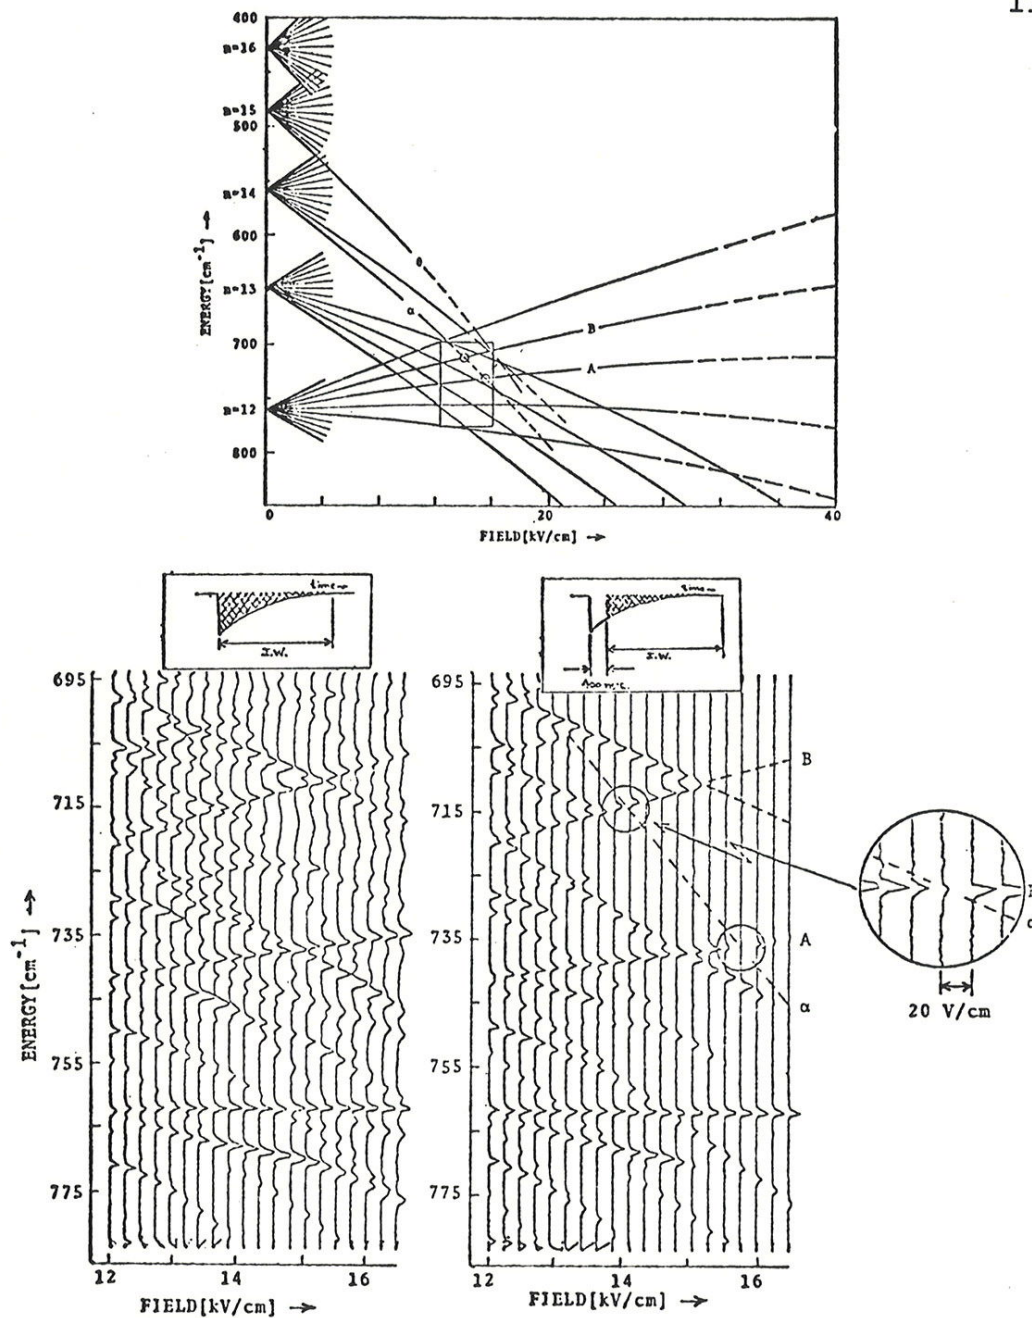 400
n=16
n=15
500
n=14
600
n=13
700
n=12
800
ENERGY[cm⁻¹] →
β
α
B
A
0
20
40
FIELD[kV/cm] →
time→
I.W.
time→
I.W.
695
715
735
755
775
ENERGY[cm⁻¹] →
12
14
16
FIELD[kV/cm] →
695
715
735
755
775
12
14
16
FIELD[kV/cm] →
B
A
α
20 V/cm